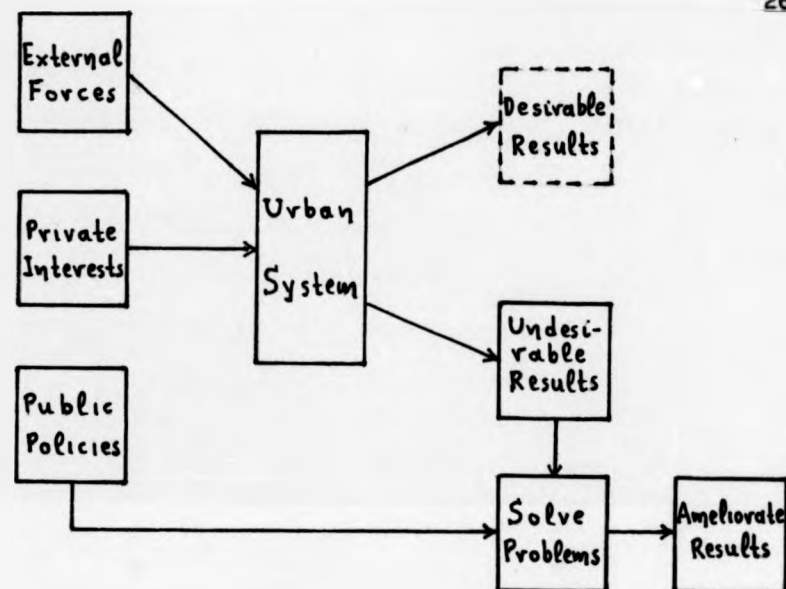 External
Forces
Desirable
Results
Urban
System
Private
Interests
Undesi-
rable
Results
Public
Policies
Solve
Problems
Ameliorate
Results